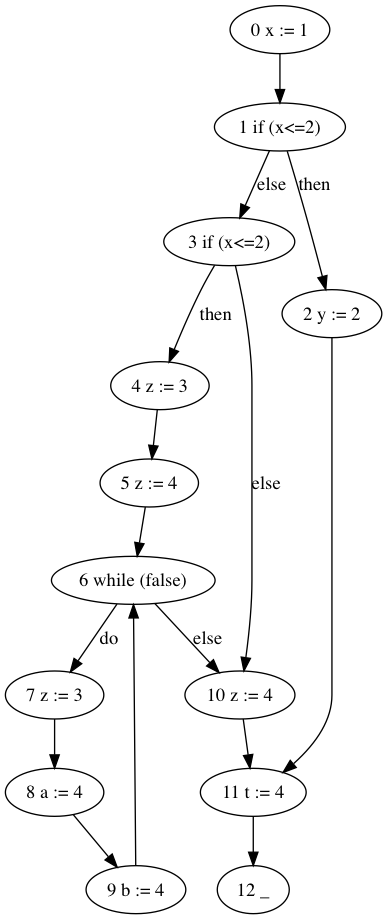 0 x := 1
1 if (x<=2)
else
then
3 if (x<=2)
2 y := 2
then
4 z := 3
5 z := 4
else
6 while (false)
do
else
7 z := 3
10 z := 4
8 a := 4
11 t := 4
9 b := 4
12 _